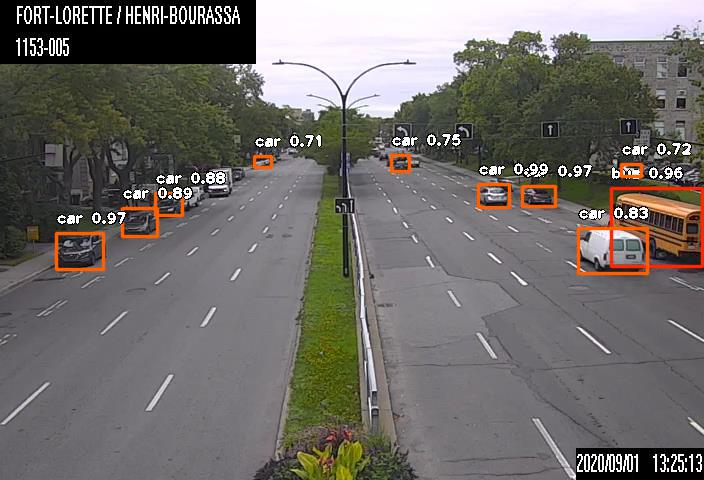 FORT-LORETTE / HENRI-BOURASSA
1153-005
car 0.71
car 0.75
car 0.72
car 0.88
car 0.99
0.97
0.96
car 0.89
car 0.97
car 0.83
2020/09/01 13:25:13